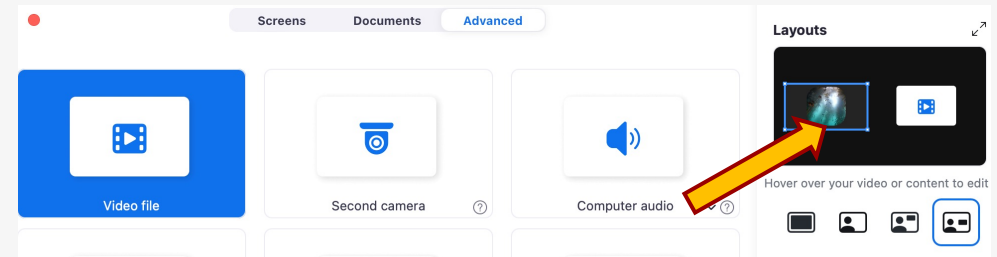 Screens Documents Advanced
Layouts
Video file
Second camera
?
Computer audio
?
Hover over your video or content to edit